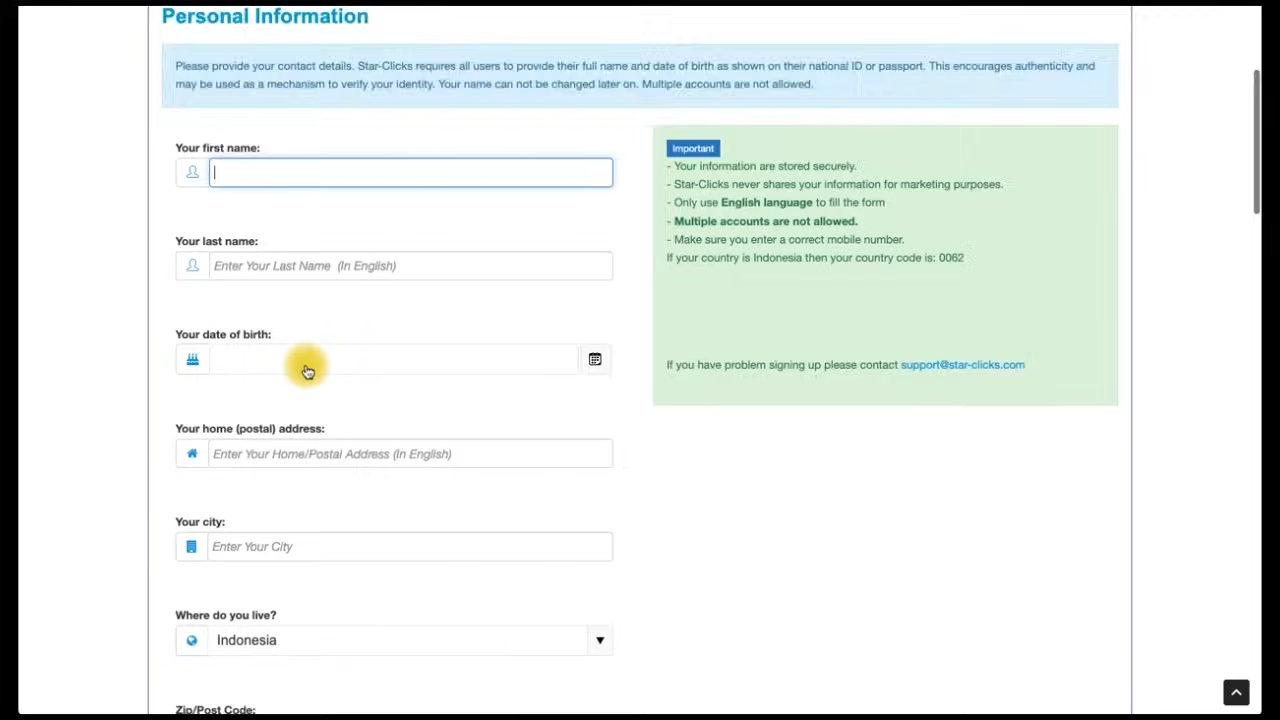 Personal Information
Please provide your contact details. Star-Clicks requires all users to provide their full name and date of birth as shown on their national ID or passport. This encourages authenticity and
may be used as a mechanism to verify your identity. Your name can not be changed later on. Multiple accounts are not allowed.
Your first name:
Your last name:
Enter Your Last Name (In English)
Your date of birth:
Your home (postal) address:
Enter Your Home/Postal Address (In English)
Your city:
Enter Your City
Where do you live?
Indonesia
Zip/Post Code:
Important
- Your information are stored securely.
- Star-Clicks never shares your information for marketing purposes.
- Only use English language to fill the form
- Multiple accounts are not allowed.
- Make sure you enter a correct mobile number.
If your country is Indonesia then your country code is: 0062
If you have problem signing up please contact support@star-clicks.com